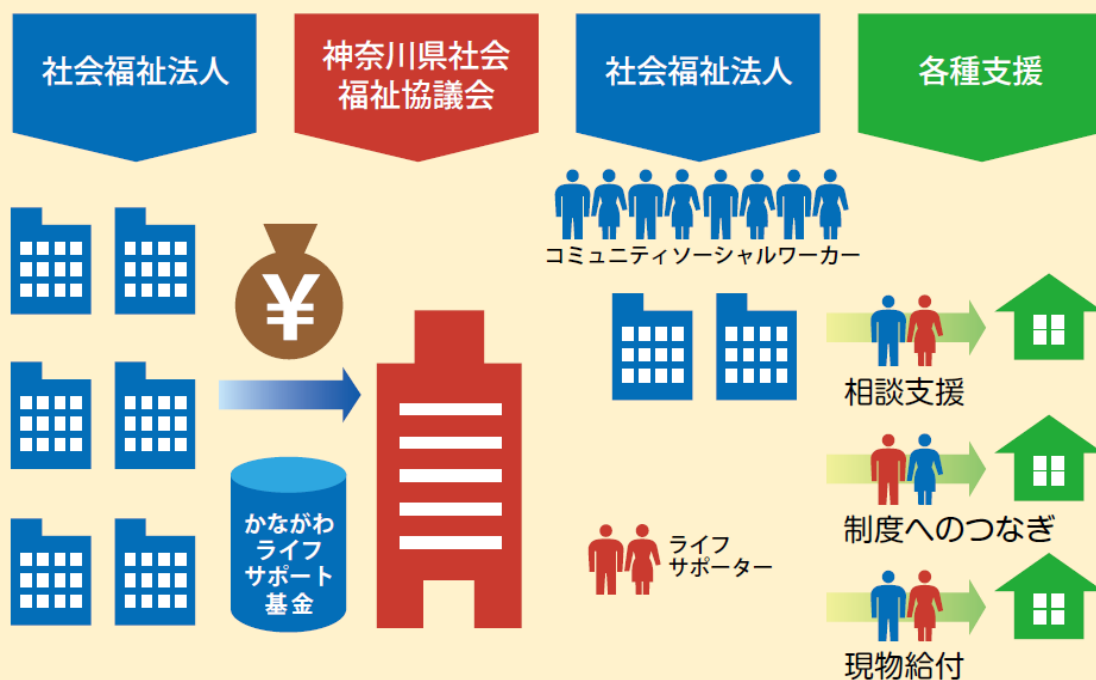 社会福祉法人
神奈川県社会
福祉協議会
社会福祉法人
各種支援
コミュニティソーシャルワーカー
¥
かながわ
ライフ
サポート
基金
ライフ
サポーター
相談支援
制度へのつなぎ
現物給付